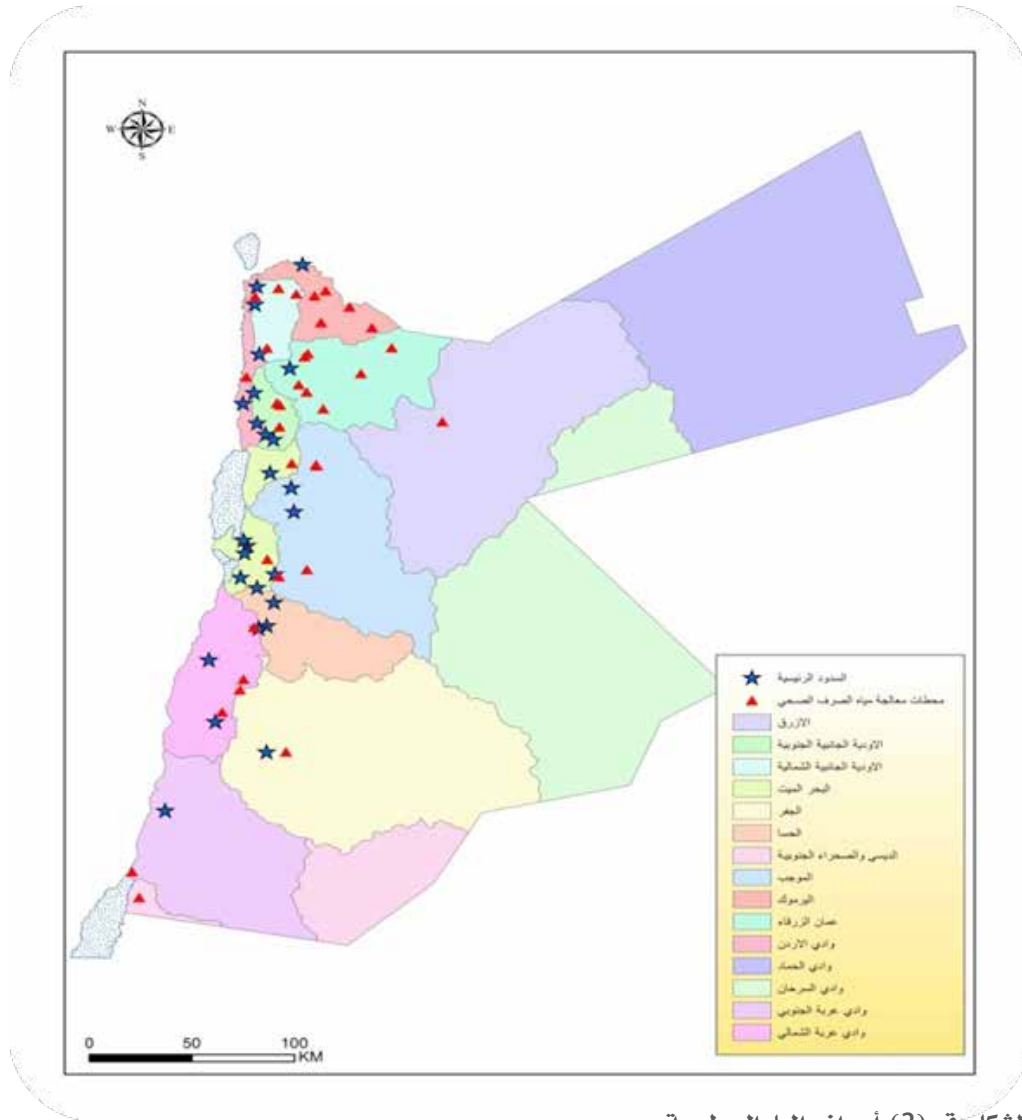 N
W E
S
السدود الرئيسية
محطات معالجة مياه الصرف الصحي
الازرق
الاودية الجانبية الجنوبية
الاودية الجانبية الشمالية
البحر الميت
الجفر
الحسا
الديسي والصحراء الجنوبية
الموجب
اليرموك
عمان الزرقاء
وادي الاردن
وادي الحماد
وادي السرحان
وادي عربة الجنوبي
وادي عربة الشمالي
0 50 100
KM
(2)